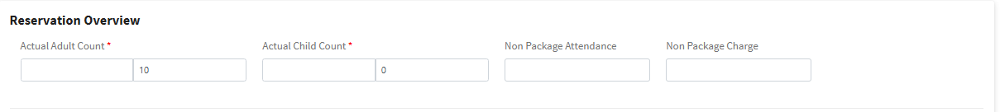 Reservation Overview
Actual Adult Count * Actual Child Count * Non Package Attendance Non Package Charge
10 0